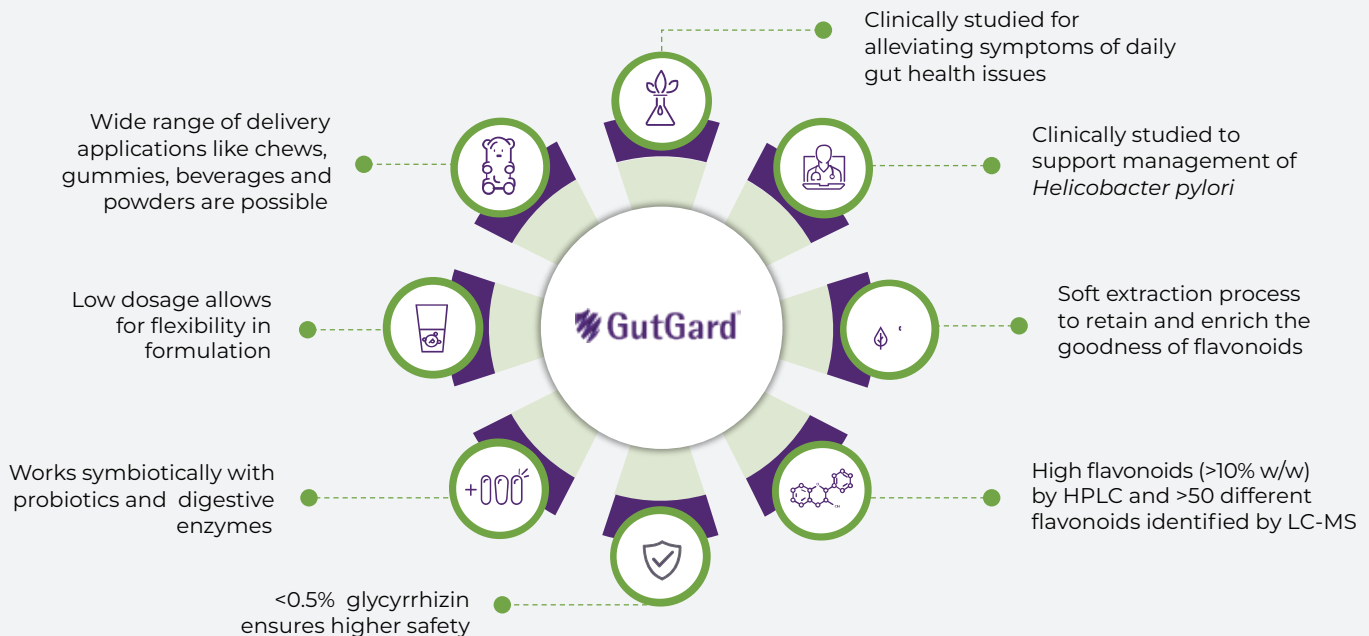 Clinically studied for
alleviating symptoms of daily
gut health issues
Clinically studied to
support management of
Helicobacter pylori
Soft extraction process
to retain and enrich the
goodness of flavonoids
High flavonoids (>10% w/w)
by HPLC and >50 different
flavonoids identified by LC-MS
<0.5% glycyrrhizin
ensures higher safety
Works symbiotically with
probiotics and digestive
enzymes
Low dosage allows
for flexibility in
formulation
Wide range of delivery
applications like chews,
gummies, beverages and
powders are possible
GutGard